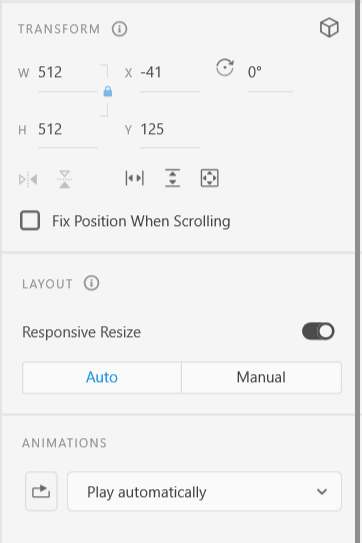 TRANSFORM
W 512 X -41 0°
H 512 Y 125
Fix Position When Scrolling
LAYOUT
Responsive Resize
Auto Manual
ANIMATIONS
Play automatically